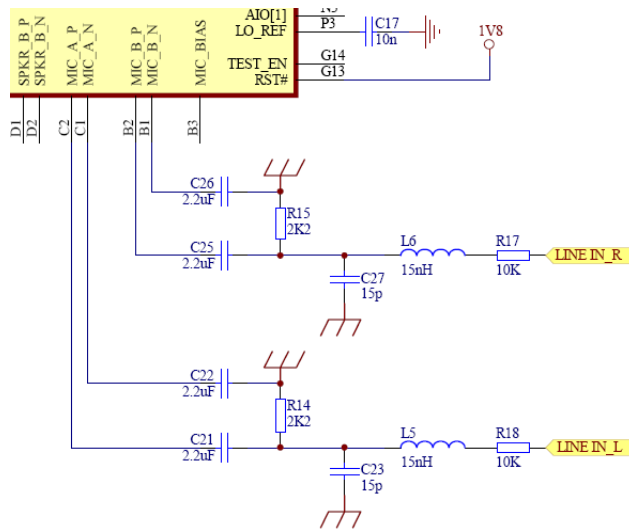 AIO[1]
N3
LO_REF
P3
C17
10n
1V8
TEST_EN
G14
RST#
G13
SPKR_B_P
SPKR_B_N
MIC_A_P
MIC_A_N
MIC_B_P
MIC_B_N
MIC_BIAS
D1
D2
C2
C1
B2
B1
B3
C26
2.2uF
R15
2K2
C25
2.2uF
L6
15nH
R17
10K
LINE IN_R
C27
15p
C22
2.2uF
R14
2K2
C21
2.2uF
L5
15nH
R18
10K
LINE IN_L
C23
15p